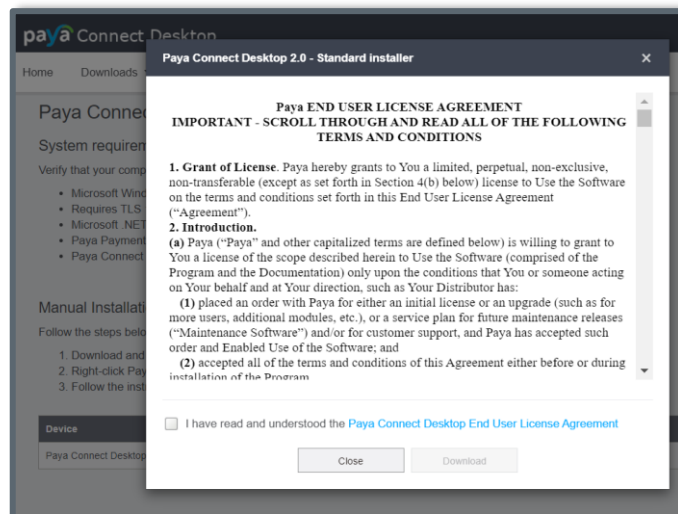 paya Connect Desktop
Paya Connect Desktop 2.0 - Standard installer ×
Home Downloads
Paya Connec
System requirem
Verify that your comp
Microsoft Wind
Requires TLS
Microsoft .NET
Paya Payment
Paya Connect
Manual Installati
Follow the steps belo
1. Download and
2. Right-click Pay
3. Follow the inst
Device
Paya Connect Desktop
Paya END USER LICENSE AGREEMENT
IMPORTANT - SCROLL THROUGH AND READ ALL OF THE FOLLOWING
TERMS AND CONDITIONS
1. Grant of License. Paya hereby grants to You a limited, perpetual, non-exclusive,
non-transferable (except as set forth in Section 4(b) below) license to Use the Software
on the terms and conditions set forth in this End User License Agreement
(“Agreement”).
2. Introduction.
(a) Paya (“Paya” and other capitalized terms are defined below) is willing to grant to
You a license of the scope described herein to Use the Software (comprised of the
Program and the Documentation) only upon the conditions that You or someone acting
on Your behalf and at Your direction, such as Your Distributor has:
(1) placed an order with Paya for either an initial license or an upgrade (such as for
more users, additional modules, etc.), or a service plan for future maintenance releases
(“Maintenance Software”) and/or for customer support, and Paya has accepted such
order and Enabled Use of the Software; and
(2) accepted all of the terms and conditions of this Agreement either before or during
installation of the Program
I have read and understood the Paya Connect Desktop End User License Agreement
Close Download